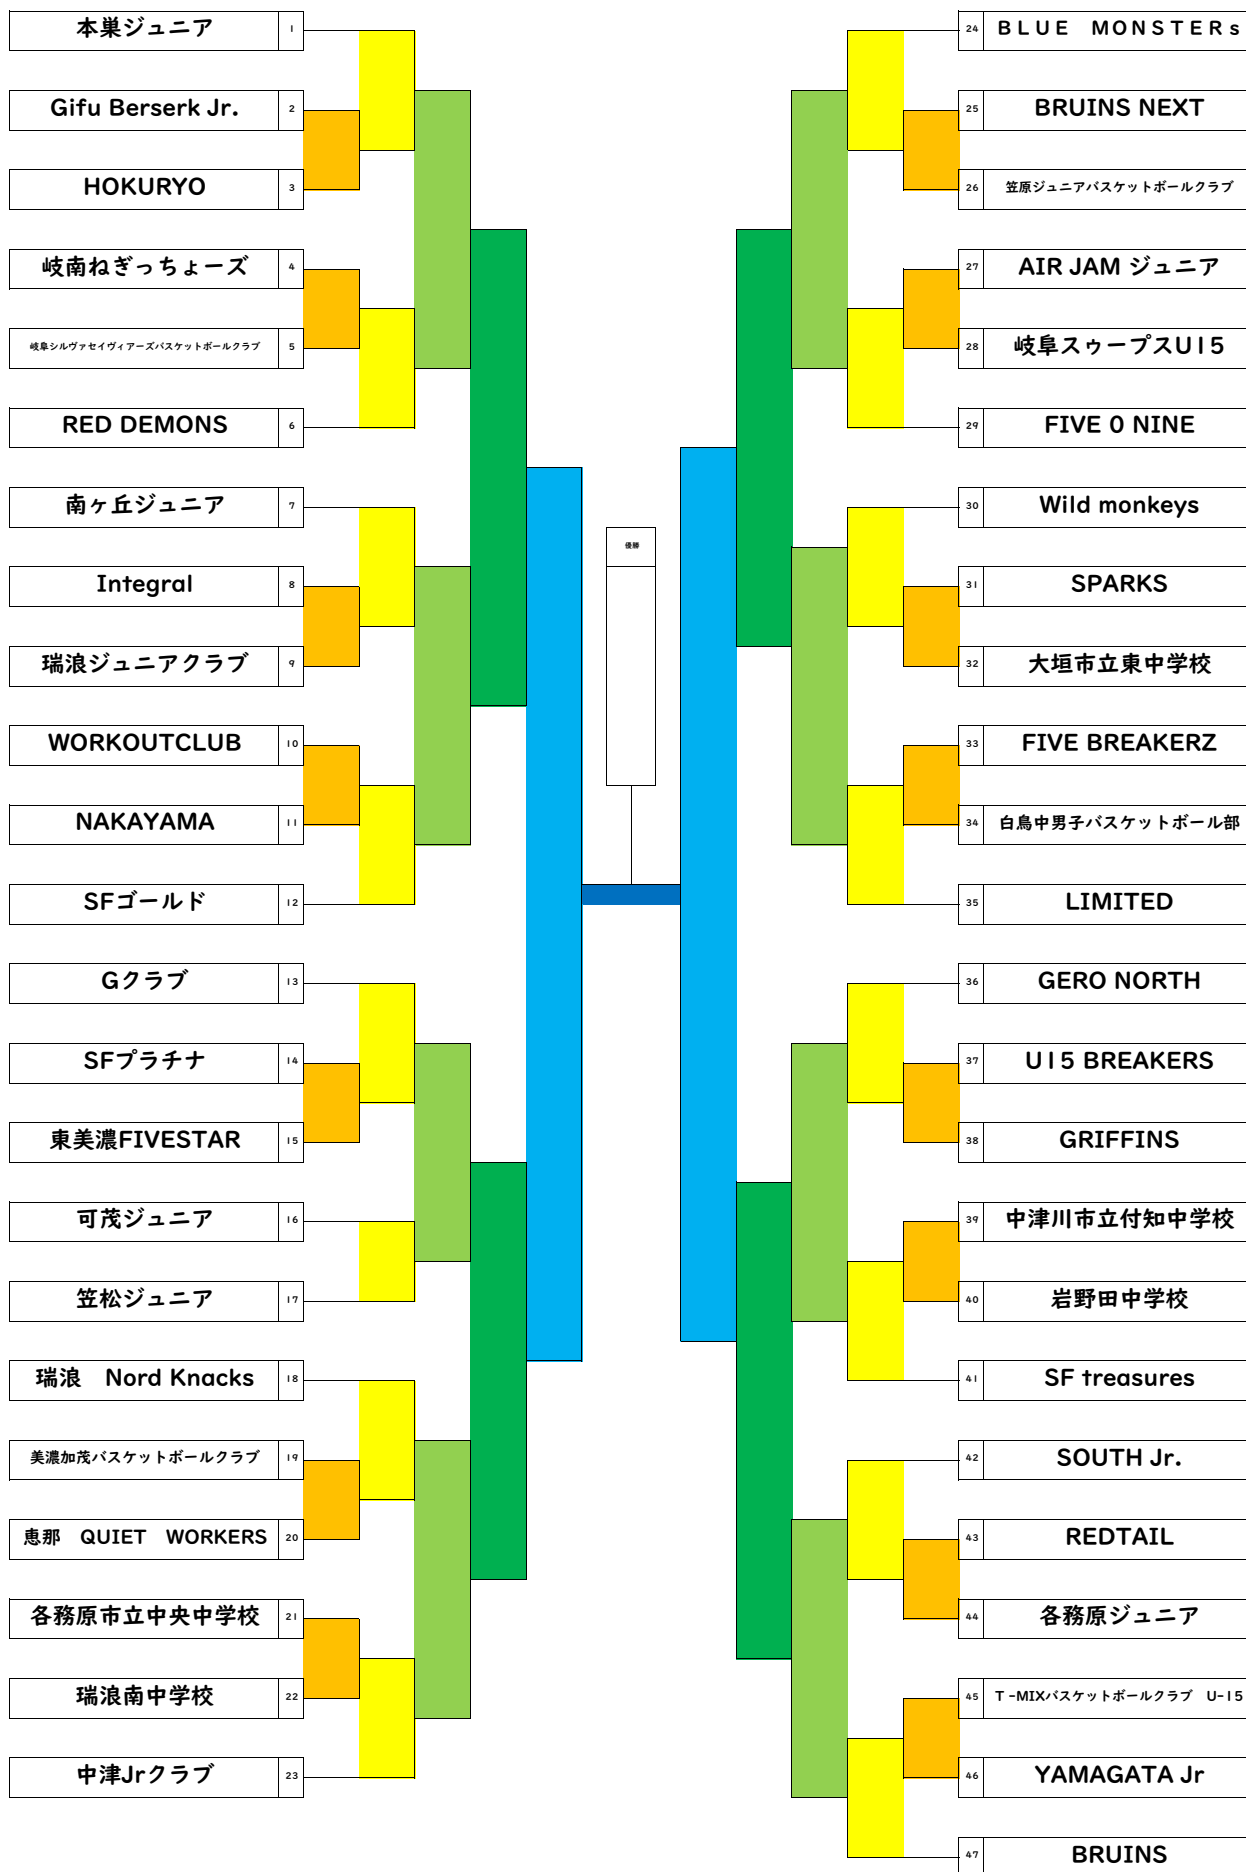 本巣ジュニア 1
Gifu Berserk Jr. 2
HOKURYO 3
岐南ねぎっちょーズ 4
岐阜シルヴァセイヴィアーズバスケットボールクラブ 5
RED DEMONS 6
南ヶ丘ジュニア 7
Integral 8
瑞浪ジュニアクラブ 9
WORKOUTCLUB 10
NAKAYAMA 11
SFゴールド 12
Gクラブ 13
SFプラチナ 14
東美濃FIVESTAR 15
可茂ジュニア 16
笠松ジュニア 17
瑞浪　Nord Knacks 18
美濃加茂バスケットボールクラブ 19
恵那　QUIET　WORKERS 20
各務原市立中央中学校 21
瑞浪南中学校 22
中津Jrクラブ 23
優勝
24 ＢＬＵＥ　ＭＯＮＳＴＥＲｓ
25 BRUINS NEXT
26 笠原ジュニアバスケットボールクラブ
27 AIR JAM ジュニア
28 岐阜スゥープスU15
29 FIVE O NINE
30 Wild monkeys
31 SPARKS
32 大垣市立東中学校
33 FIVE BREAKERZ
34 白鳥中男子バスケットボール部
35 LIMITED
36 GERO NORTH
37 U15 BREAKERS
38 GRIFFINS
39 中津川市立付知中学校
40 岩野田中学校
41 SF treasures
42 SOUTH Jr.
43 REDTAIL
44 各務原ジュニア
45 Ｔ-MIXバスケットボールクラブ　U-15
46 YAMAGATA Jr
47 BRUINS